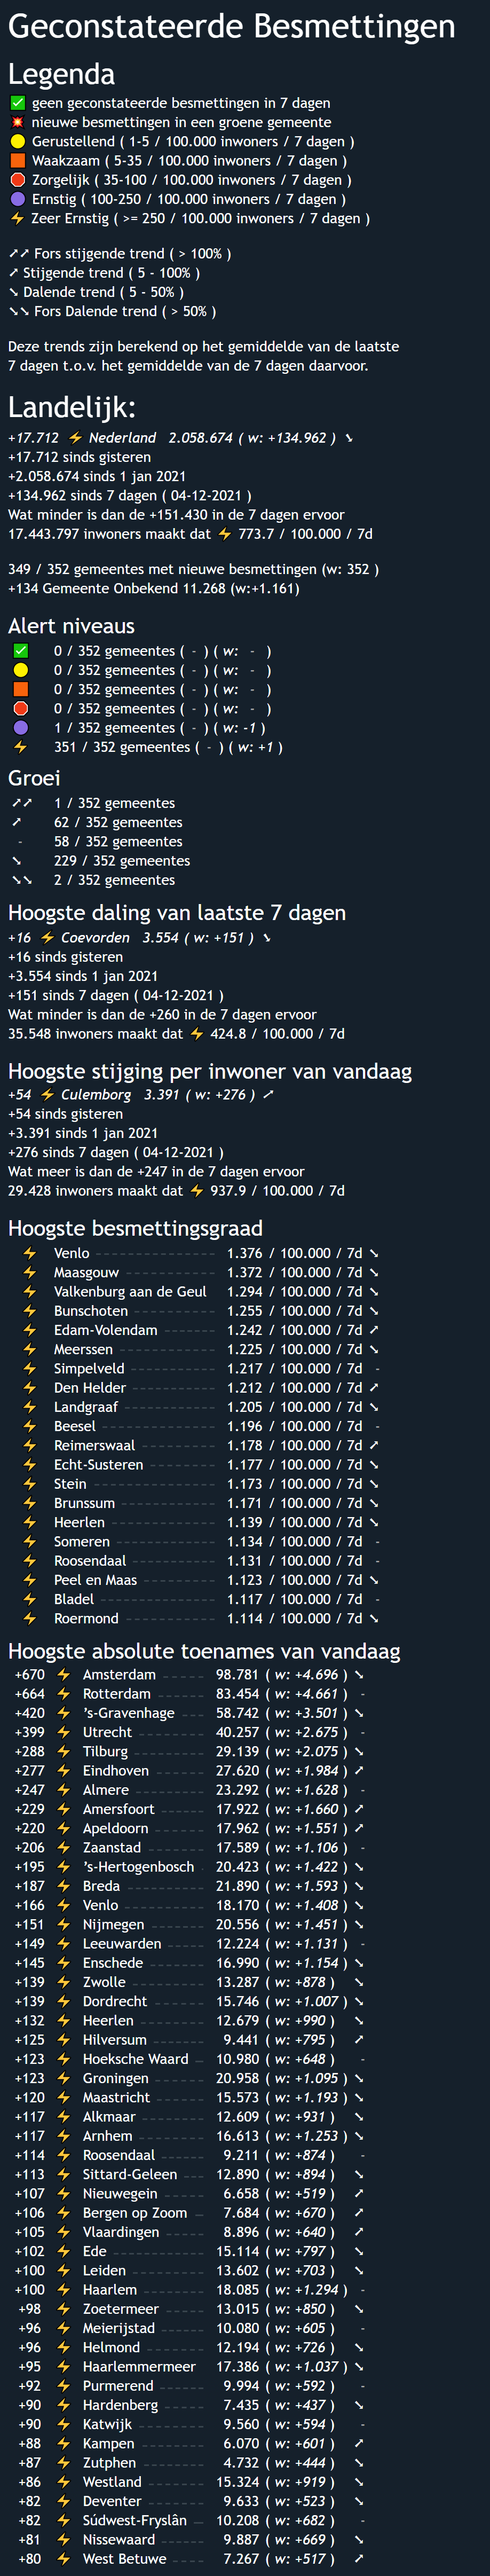 Geconstateerde Besmettingen
Legenda
✅ geen geconstateerde besmettingen in 7 dagen
💥 nieuwe besmettingen in een groene gemeente
🟡 Gerustellend ( 1-5 / 100.000 inwoners / 7 dagen )
🟧 Waakzaam ( 5-35 / 100.000 inwoners / 7 dagen )
🛑 Zorgelijk ( 35-100 / 100.000 inwoners / 7 dagen )
🟣 Ernstig ( 100-250 / 100.000 inwoners / 7 dagen )
⚡ Zeer Ernstig ( >= 250 / 100.000 inwoners / 7 dagen )
➚➚ Fors stijgende trend ( > 100% )
➚ Stijgende trend ( 5 - 100% )
➘ Dalende trend ( 5 - 50% )
➘➘ Fors Dalende trend ( > 50% )
Deze trends zijn berekend op het gemiddelde van de laatste
7 dagen t.o.v. het gemiddelde van de 7 dagen daarvoor.
Landelijk:
+17.712 ⚡ Nederland 2.058.674 ( w: +134.962 ) ➘
+17.712 sinds gisteren
+2.058.674 sinds 1 jan 2021
+134.962 sinds 7 dagen ( 04-12-2021 )
Wat minder is dan de +151.430 in de 7 dagen ervoor
17.443.797 inwoners maakt dat ⚡ 773.7 / 100.000 / 7d
349 / 352 gemeentes met nieuwe besmettingen (w: 352 )
+134 Gemeente Onbekend 11.268 (w:+1.161)
Alert niveaus
✅ 0 / 352 gemeentes ( - ) ( w: - )
🟡 0 / 352 gemeentes ( - ) ( w: - )
🟧 0 / 352 gemeentes ( - ) ( w: - )
🛑 0 / 352 gemeentes ( - ) ( w: - )
🟣 1 / 352 gemeentes ( - ) ( w: -1 )
⚡ 351 / 352 gemeentes ( - ) ( w: +1 )
Groei
➚➚ 1 / 352 gemeentes
➚ 62 / 352 gemeentes
- 58 / 352 gemeentes
➘ 229 / 352 gemeentes
➘➘ 2 / 352 gemeentes
Hoogste daling van laatste 7 dagen
+16 ⚡ Coevorden 3.554 ( w: +151 ) ➘
+16 sinds gisteren
+3.554 sinds 1 jan 2021
+151 sinds 7 dagen ( 04-12-2021 )
Wat minder is dan de +260 in de 7 dagen ervoor
35.548 inwoners maakt dat ⚡ 424.8 / 100.000 / 7d
Hoogste stijging per inwoner van vandaag
+54 ⚡ Culemborg 3.391 ( w: +276 ) ➚
+54 sinds gisteren
+3.391 sinds 1 jan 2021
+276 sinds 7 dagen ( 04-12-2021 )
Wat meer is dan de +247 in de 7 dagen ervoor
29.428 inwoners maakt dat ⚡ 937.9 / 100.000 / 7d
Hoogste besmettingsgraad
⚡ Venlo 1.376 / 100.000 / 7d ➘
⚡ Maasgouw 1.372 / 100.000 / 7d ➘
⚡ Valkenburg aan de Geul 1.294 / 100.000 / 7d ➘
⚡ Bunschoten 1.255 / 100.000 / 7d ➘
⚡ Edam-Volendam 1.242 / 100.000 / 7d ➚
⚡ Meerssen 1.225 / 100.000 / 7d ➘
⚡ Simpelveld 1.217 / 100.000 / 7d -
⚡ Den Helder 1.212 / 100.000 / 7d ➚
⚡ Landgraaf 1.205 / 100.000 / 7d ➘
⚡ Beesel 1.196 / 100.000 / 7d -
⚡ Reimerswaal 1.178 / 100.000 / 7d ➚
⚡ Echt-Susteren 1.177 / 100.000 / 7d ➘
⚡ Stein 1.173 / 100.000 / 7d ➘
⚡ Brunssum 1.171 / 100.000 / 7d ➘
⚡ Heerlen 1.139 / 100.000 / 7d ➘
⚡ Someren 1.134 / 100.000 / 7d -
⚡ Roosendaal 1.131 / 100.000 / 7d -
⚡ Peel en Maas 1.123 / 100.000 / 7d ➘
⚡ Bladel 1.117 / 100.000 / 7d -
⚡ Roermond 1.114 / 100.000 / 7d ➘
Hoogste absolute toenames van vandaag
+670 ⚡ Amsterdam 98.781 ( w: +4.696 ) ➘
+664 ⚡ Rotterdam 83.454 ( w: +4.661 ) -
+420 ⚡ 's-Gravenhage 58.742 ( w: +3.501 ) ➘
+399 ⚡ Utrecht 40.257 ( w: +2.675 ) -
+288 ⚡ Tilburg 29.139 ( w: +2.075 ) ➘
+277 ⚡ Eindhoven 27.620 ( w: +1.984 ) ➚
+247 ⚡ Almere 23.292 ( w: +1.628 ) -
+229 ⚡ Amersfoort 17.922 ( w: +1.660 ) ➚
+220 ⚡ Apeldoorn 17.962 ( w: +1.551 ) ➚
+206 ⚡ Zaanstad 17.589 ( w: +1.106 ) -
+195 ⚡ 's-Hertogenbosch 20.423 ( w: +1.422 ) ➘
+187 ⚡ Breda 21.890 ( w: +1.593 ) ➘
+166 ⚡ Venlo 18.170 ( w: +1.408 ) ➘
+151 ⚡ Nijmegen 20.556 ( w: +1.451 ) ➘
+149 ⚡ Leeuwarden 12.224 ( w: +1.131 ) -
+145 ⚡ Enschede 16.990 ( w: +1.154 ) ➘
+139 ⚡ Zwolle 13.287 ( w: +878 ) ➘
+139 ⚡ Dordrecht 15.746 ( w: +1.007 ) ➘
+132 ⚡ Heerlen 12.679 ( w: +990 ) ➘
+125 ⚡ Hilversum 9.441 ( w: +795 ) ➚
+123 ⚡ Hoeksche Waard 10.980 ( w: +648 ) -
+123 ⚡ Groningen 20.958 ( w: +1.095 ) ➘
+120 ⚡ Maastricht 15.573 ( w: +1.193 ) ➘
+117 ⚡ Alkmaar 12.609 ( w: +931 ) ➘
+117 ⚡ Arnhem 16.613 ( w: +1.253 ) ➘
+114 ⚡ Roosendaal 9.211 ( w: +874 ) -
+113 ⚡ Sittard-Geleen 12.890 ( w: +894 ) ➘
+107 ⚡ Nieuwegein 6.658 ( w: +519 ) ➚
+106 ⚡ Bergen op Zoom 7.684 ( w: +670 ) ➚
+105 ⚡ Vlaardingen 8.896 ( w: +640 ) ➚
+102 ⚡ Ede 15.114 ( w: +797 ) ➘
+100 ⚡ Leiden 13.602 ( w: +703 ) ➘
+100 ⚡ Haarlem 18.085 ( w: +1.294 ) -
+98 ⚡ Zoetermeer 13.015 ( w: +850 ) ➘
+96 ⚡ Meierijstad 10.080 ( w: +605 ) -
+96 ⚡ Helmond 12.194 ( w: +726 ) ➘
+95 ⚡ Haarlemmermeer 17.386 ( w: +1.037 ) ➘
+92 ⚡ Purmerend 9.994 ( w: +592 ) -
+90 ⚡ Hardenberg 7.435 ( w: +437 ) ➘
+90 ⚡ Katwijk 9.560 ( w: +594 ) -
+88 ⚡ Kampen 6.070 ( w: +601 ) ➚
+87 ⚡ Zutphen 4.732 ( w: +444 ) ➘
+86 ⚡ Westland 15.324 ( w: +919 ) ➘
+82 ⚡ Deventer 9.633 ( w: +523 ) ➘
+82 ⚡ Súdwest-Fryslân 10.208 ( w: +682 ) -
+81 ⚡ Nissewaard 9.887 ( w: +669 ) ➘
+80 ⚡ West Betuwe 7.267 ( w: +517 ) ➚